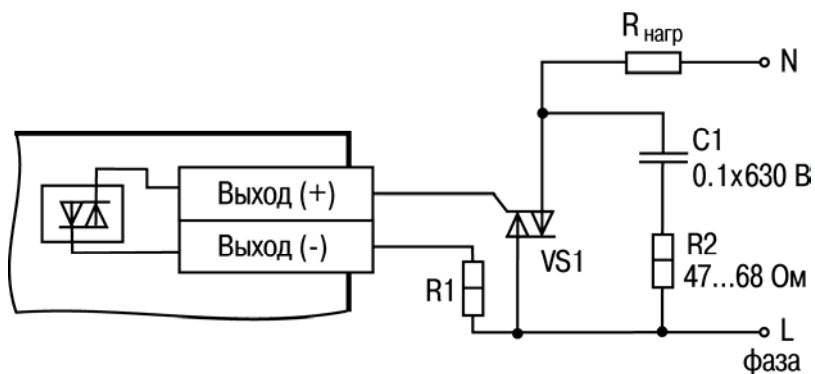 R нагр
N
C1
0.1x630 В
Выход (+)
Выход (-)
VS1
R1
R2
47...68 Ом
L
фаза